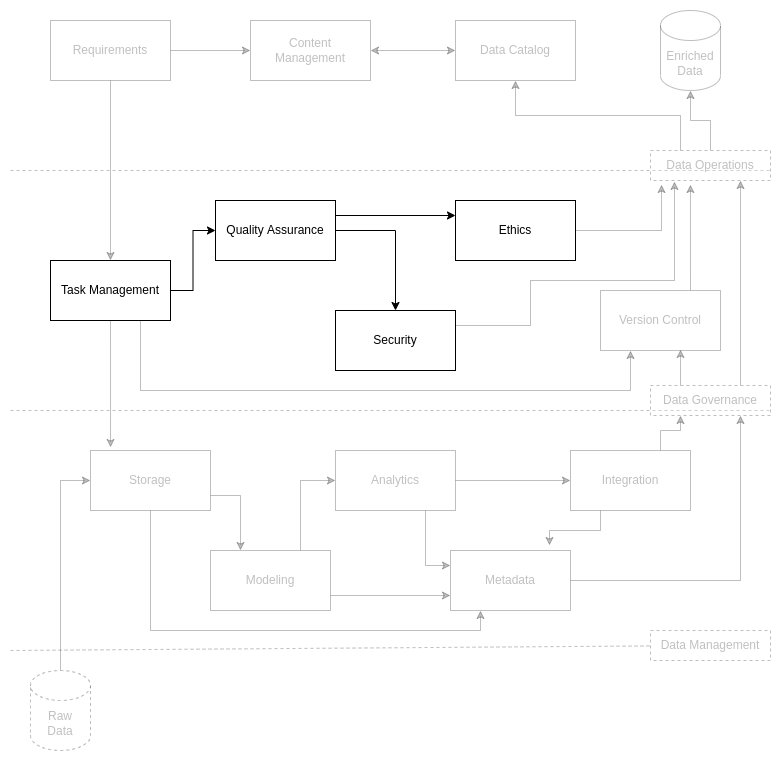 Requirements
Content
Management
Data Catalog
Enriched
Data
Data Operations
Quality Assurance
Ethics
Task Management
Security
Version Control
Data Governance
Storage
Analytics
Integration
Modeling
Metadata
Data Management
Raw
Data